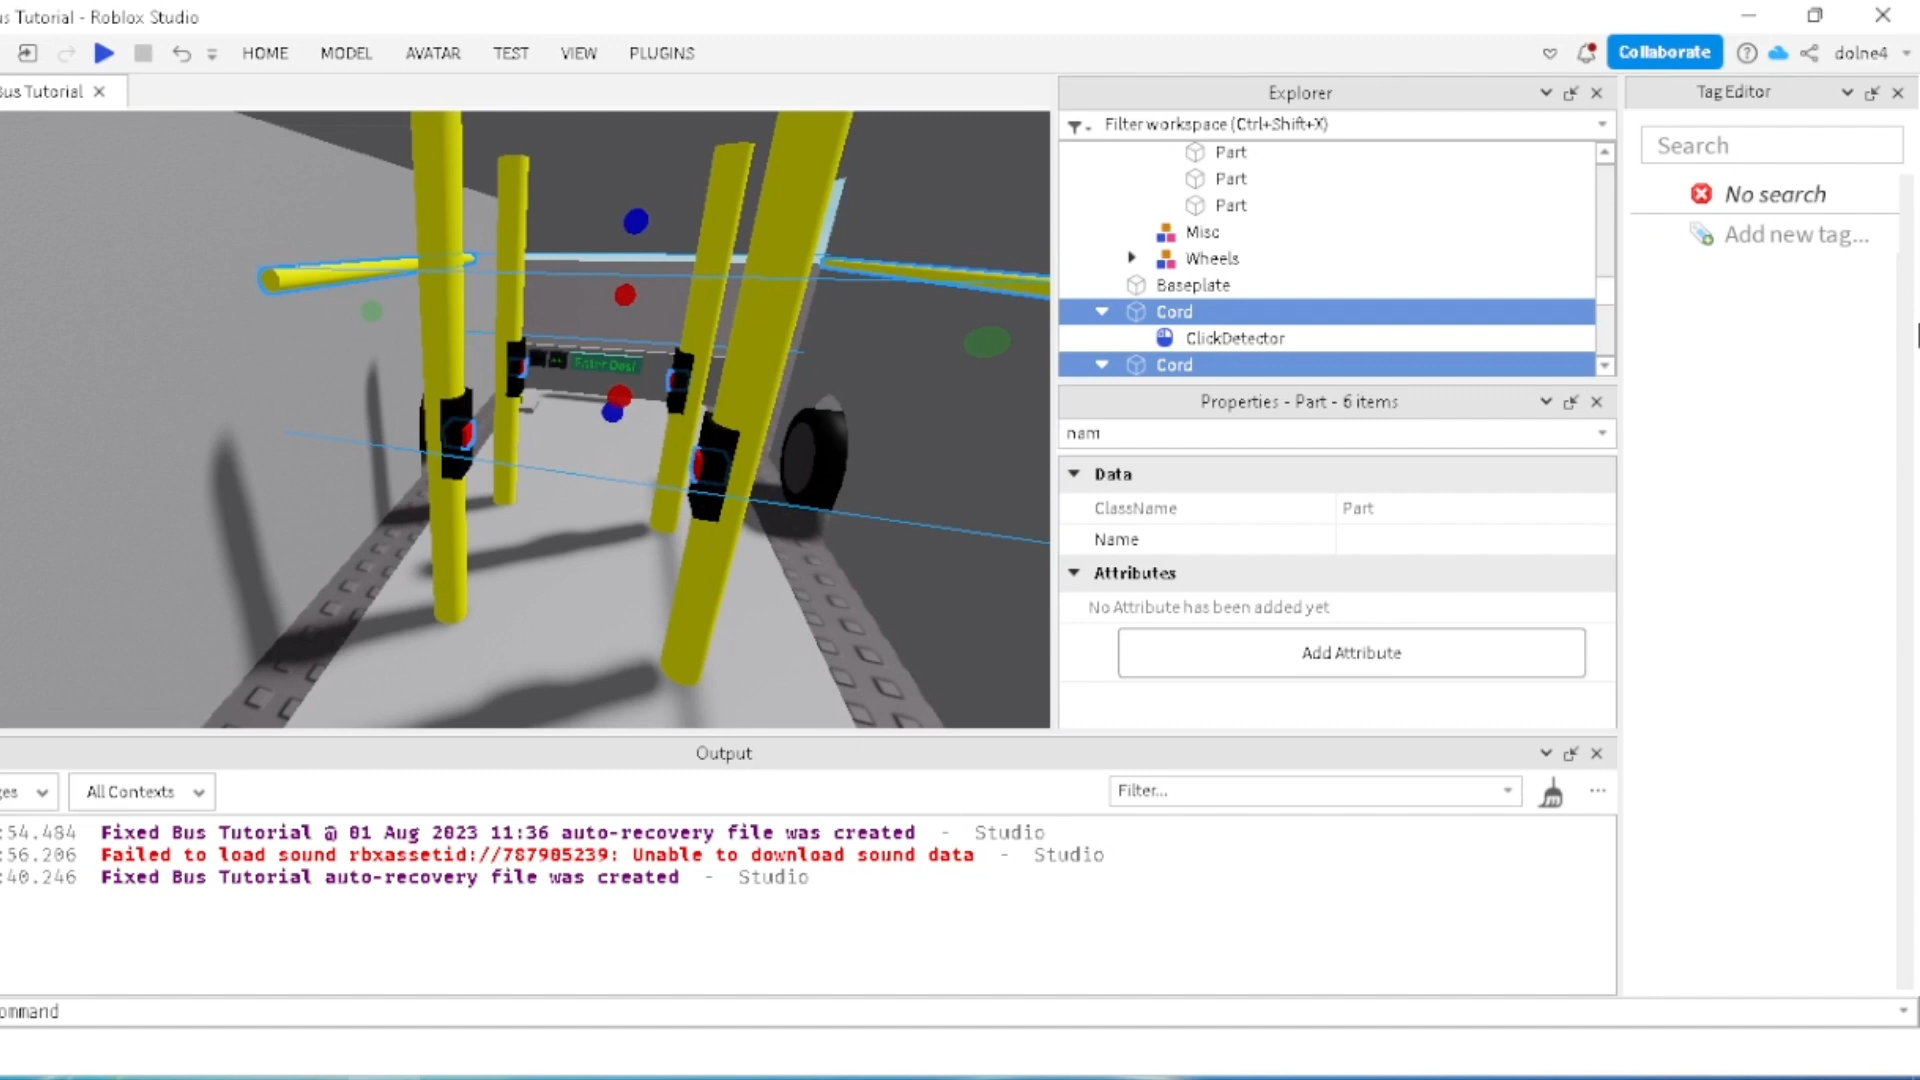 us Tutorial - Roblox Studio
HOME MODEL AVATAR TEST VIEW PLUGINS
Collaborate
dolne4
Bus Tutorial
Explorer
Filter workspace (Ctrl+Shift+X)
Part
Part
Part
Misc
Wheels
Baseplate
Cord
ClickDetector
Cord
Properties - Part - 6 items
nam
Data
ClassName Part
Name
Attributes
No Attribute has been added yet
Add Attribute
Tag Editor
Search
No search
Add new tag...
Enter Desi
Output
ges All Contexts Filter...
:54.484 Fixed Bus Tutorial @ 01 Aug 2023 11:36 auto-recovery file was created - Studio
:56.206 Failed to load sound rbxassetid://787905239: Unable to download sound data - Studio
:40.246 Fixed Bus Tutorial auto-recovery file was created - Studio
ommand